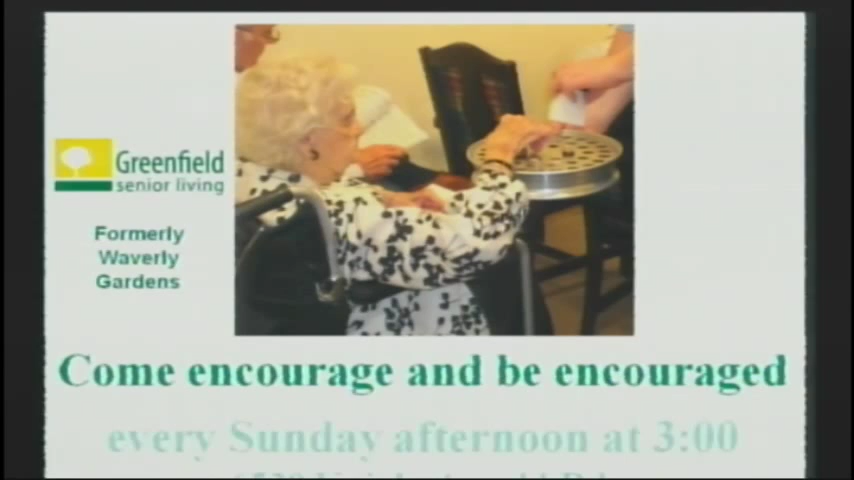 Greenfield
senior living
Formerly
Waverly
Gardens
Come encourage and be encouraged
every Sunday afternoon at 3:00